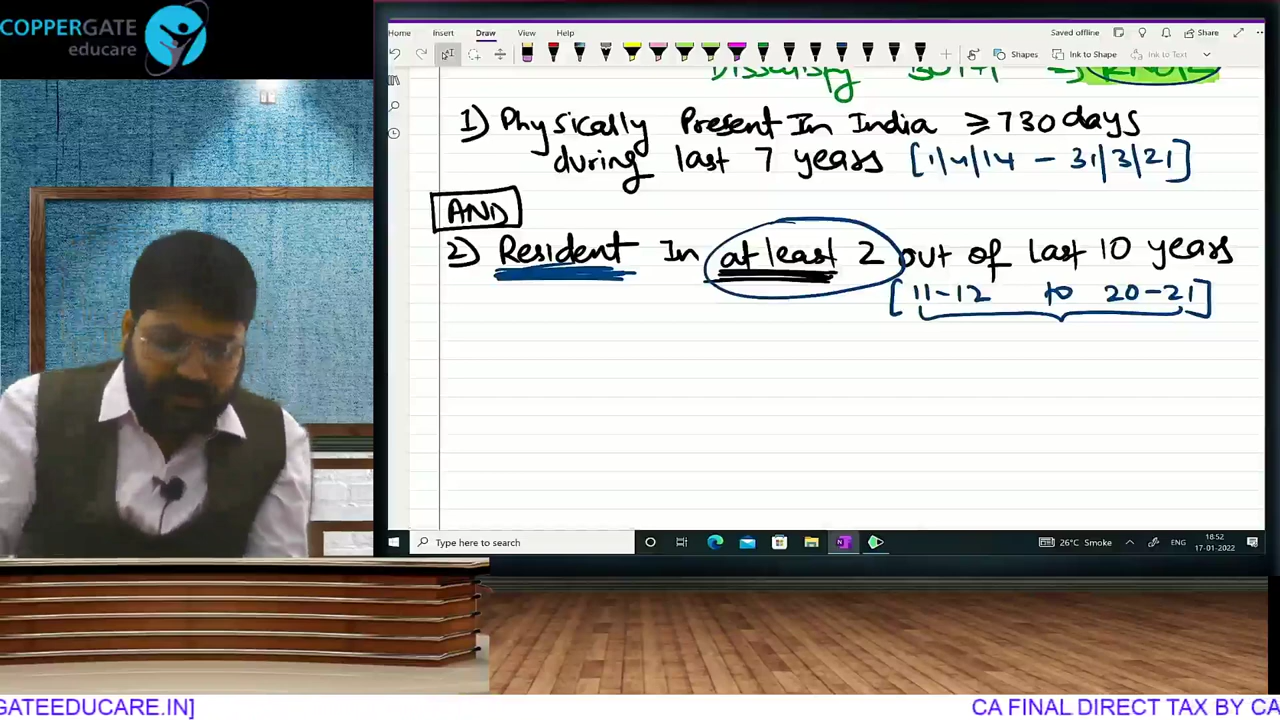 COPPERGATE
educare
Home Insert Draw View Help
Saved offline
Share
Shapes
Ink to Shape
Ink to Text
Dissatisfy
1) Physically Present In India ≥ 730 days
during last 7 years [1/4/14 - 31/3/21]
AND
2) Resident In at least 2 out of last 10 years
[11-12 to 20-21]
Type here to search
26°C Smoke
ENG
18:52
17-01-2022
GATEEDUCARE.IN]
CA FINAL DIRECT TAX BY CA